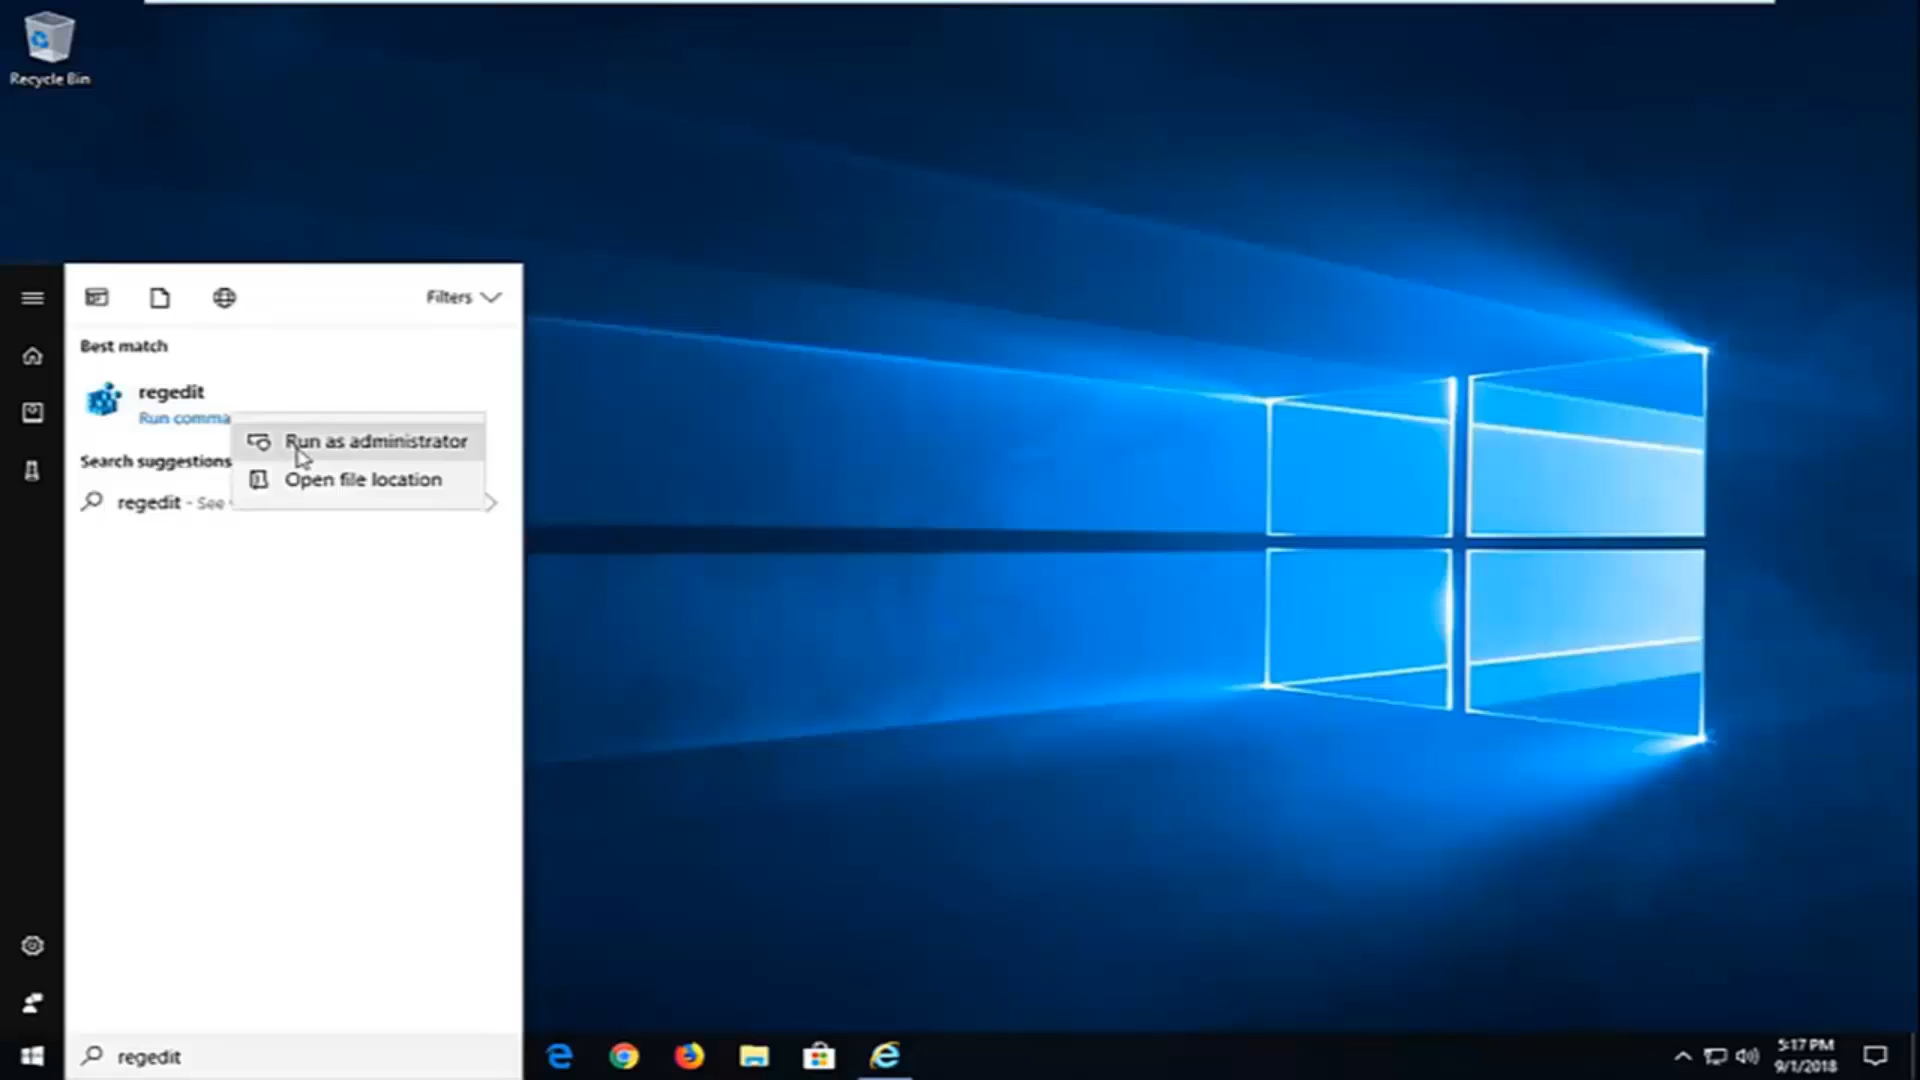 Recycle Bin
Filters
Best match
regedit
Run comma
Run as administrator
Search suggestions
Open file location
regedit - See
regedit
5:17 PM
9/1/2018